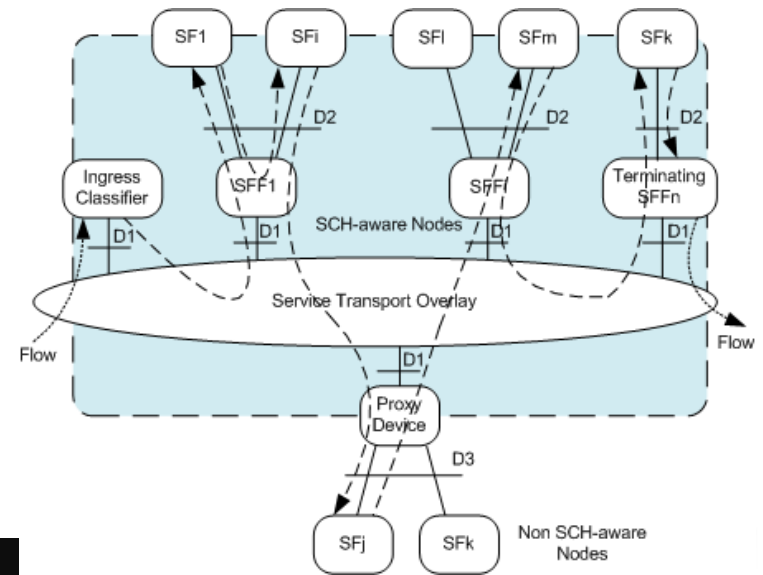 SF1
SFi
SFl
SFm
SFk
D2
D2
D2
Ingress
Classifier
SFF1
SFFi
Terminating
SFFn
SCH-aware Nodes
D1
D1
D1
D1
Service Transport Overlay
Flow
Flow
D1
Proxy
Device
D3
SFj
SFk
Non SCH-aware
Nodes